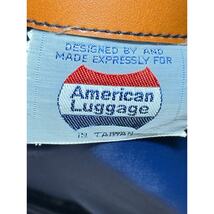 DESIGNED BY AND
MADE EXPRESSLY FOR
American
Luggage
IN TAIWAN